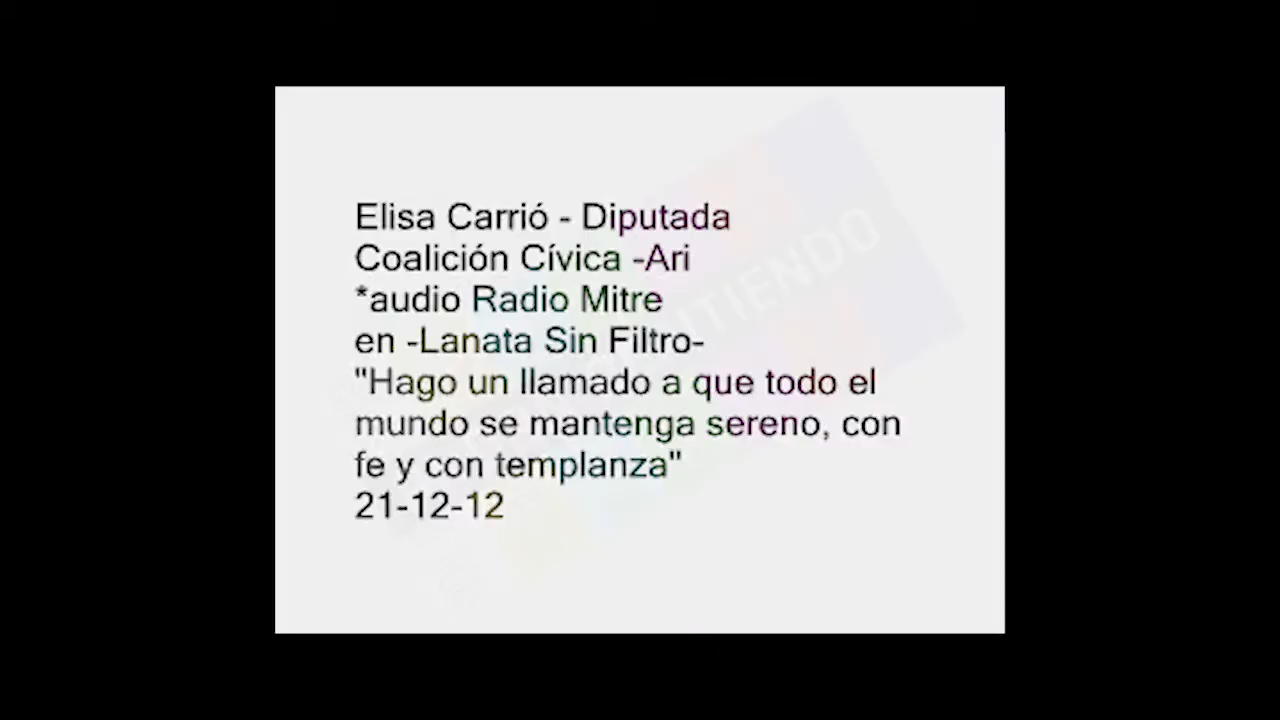 Elisa Carrió - Diputada
Coalición Cívica -Ari
*audio Radio Mitre
en -Lanata Sin Filtro-
"Hago un llamado a que todo el
mundo se mantenga sereno, con
fe y con templanza"
21-12-12